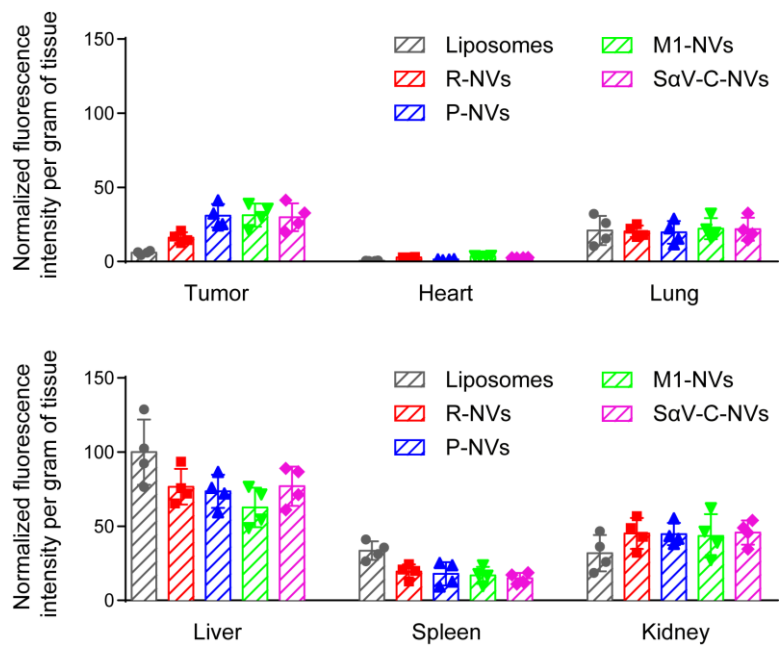 Normalized fluorescence
intensity per gram of tissue
150
100
50
0
Liposomes
R-NVs
P-NVs
M1-NVs
SαV-C-NVs
Tumor
Heart
Lung
Normalized fluorescence
intensity per gram of tissue
150
100
50
0
Liposomes
R-NVs
P-NVs
M1-NVs
SαV-C-NVs
Liver
Spleen
Kidney